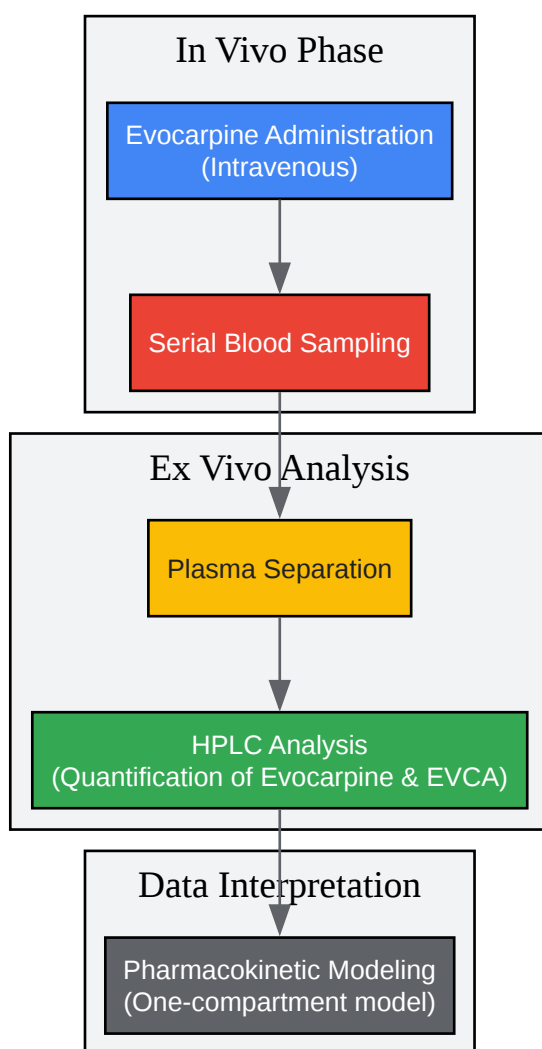 In Vivo Phase
Evocarpine Administration
(Intravenous)
Serial Blood Sampling
Ex Vivo Analysis
Plasma Separation
HPLC Analysis
(Quantification of Evocarpine & EVCA)
Data Interpretation
Pharmacokinetic Modeling
(One-compartment model)